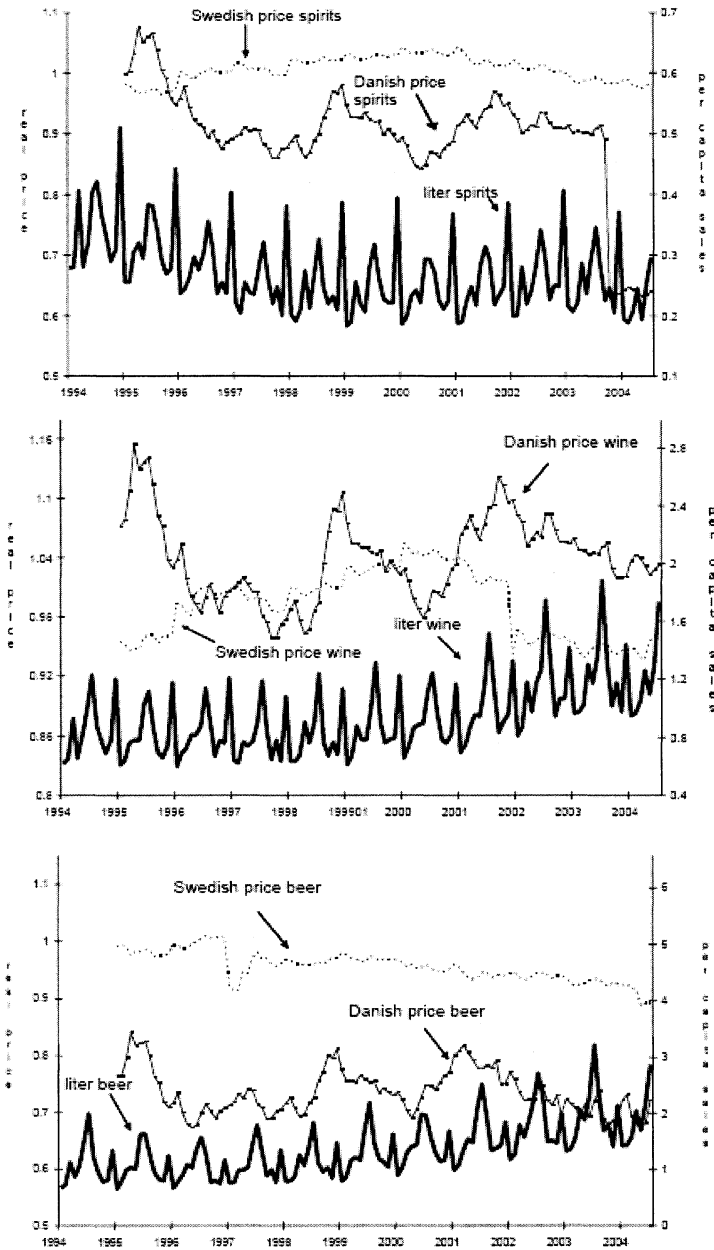 1.1
0.7
Swedish price spirits
1
0.6
Danish price
spirits
real price
per capita sales
0.9
0.5
0.8
0.4
liter spirits
0.7
0.3
0.6
0.2
0.5
0.1
1994 1995 1996 1997 1998 1999 2000 2001 2002 2003 2004
1.16
2.8
Danish price wine
1.1
2.4
real price
per capita sales
1.04
2
0.98
1.6
liter wine
Swedish price wine
0.92
1.2
0.86
0.8
0.8
0.4
1994 1995 1996 1997 1998 199901 2000 2001 2002 2003 2004
1.1
6
Swedish price beer
1
5
real price
per capita sales
0.9
4
Danish price beer
0.8
3
liter beer
0.7
2
0.6
1
0.5
0
1994 1995 1996 1997 1998 1999 2000 2001 2002 2003 2004